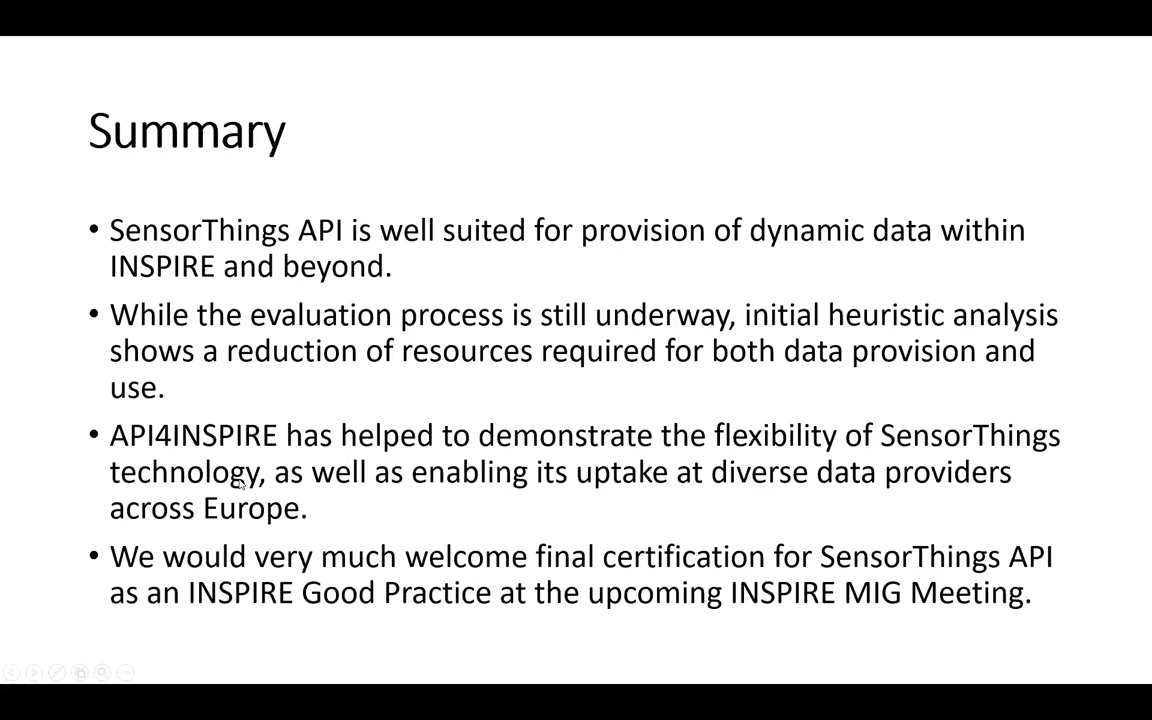 Summary
• SensorThings API is well suited for provision of dynamic data within
INSPIRE and beyond.
• While the evaluation process is still underway, initial heuristic analysis
shows a reduction of resources required for both data provision and
use.
• API4INSPIRE has helped to demonstrate the flexibility of SensorThings
technology, as well as enabling its uptake at diverse data providers
across Europe.
• We would very much welcome final certification for SensorThings API
as an INSPIRE Good Practice at the upcoming INSPIRE MIG Meeting.